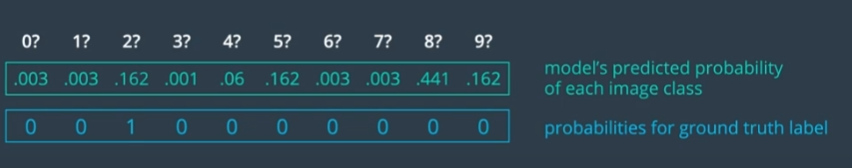 0? 1? 2? 3? 4? 5? 6? 7? 8? 9?
.003 .003 .162 .001 .06 .162 .003 .003 .441 .162
model's predicted probability
of each image class
0 0 1 0 0 0 0 0 0 0
probabilities for ground truth label